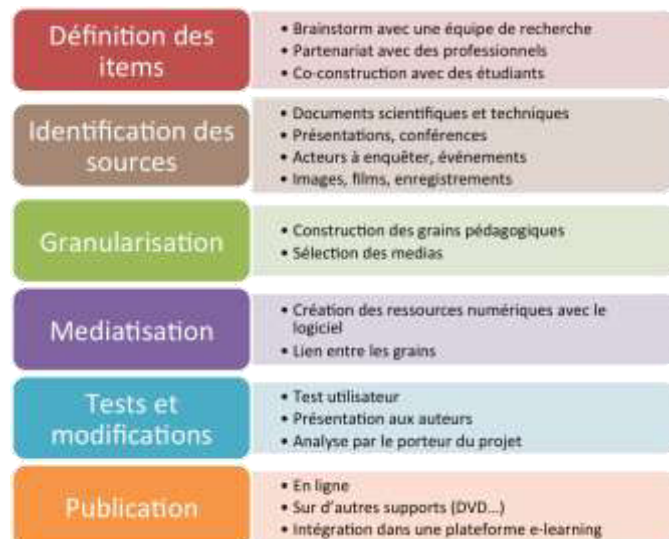 Définition des
items
• Brainstorm avec une équipe de recherche
• Partenariat avec des professionnels
• Co-construction avec des étudiants
Identification des
sources
• Documents scientifiques et techniques
• Présentations, conférences
• Acteurs à enquêter, événements
• Images, films, enregistrements
Granularisation
• Construction des grains pédagogiques
• Sélection des medias
Mediatisation
• Création des ressources numériques avec le
logiciel
• Lien entre les grains
Tests et
modifications
• Test utilisateur
• Présentation aux auteurs
• Analyse par le porteur du projet
Publication
• En ligne
• Sur d'autres supports (DVD...)
• Intégration dans une plateforme e-learning